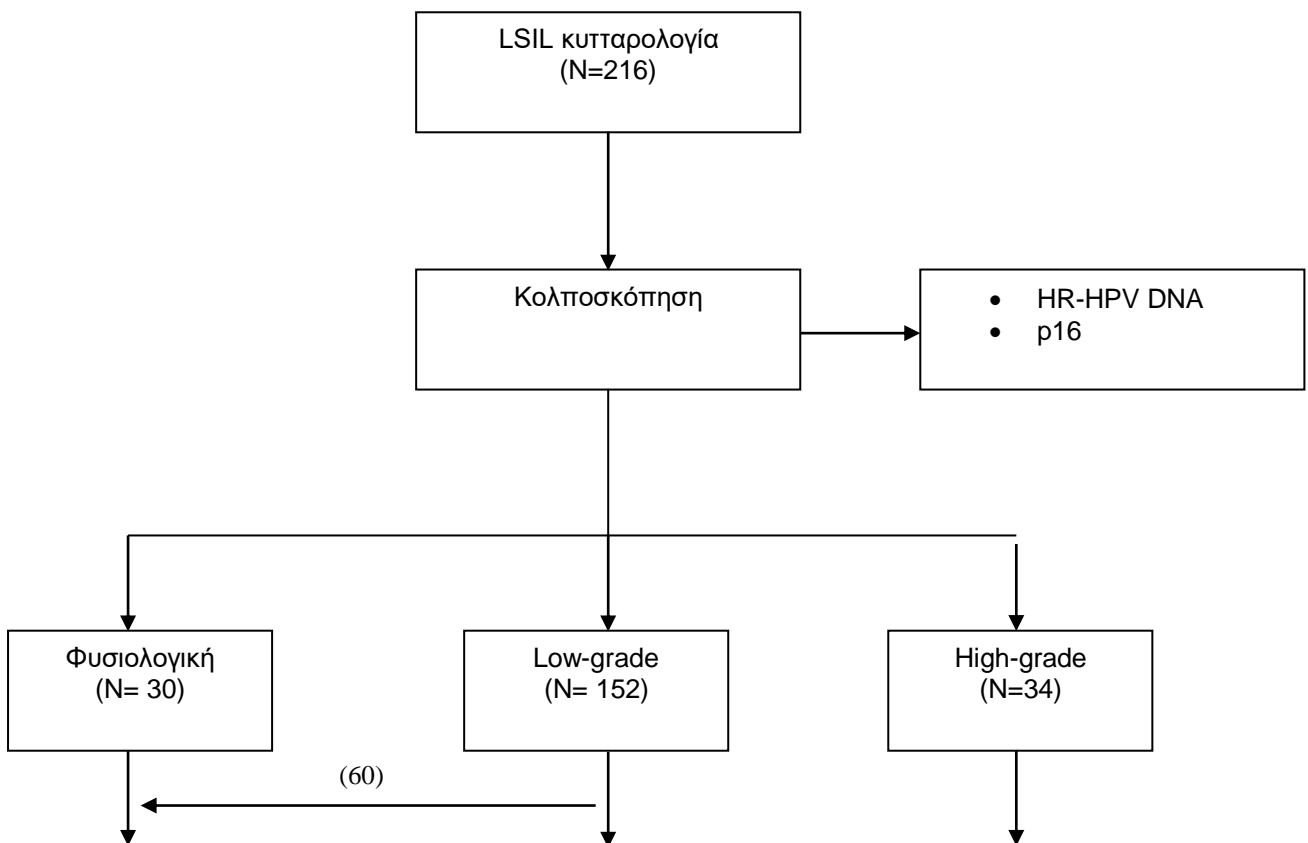 LSIL κυτταρολογία
(N=216)
Κολποσκόπηση
• HR-HPV DNA
• p16
Φυσιολογική
(N= 30)
Low-grade
(N= 152)
High-grade
(N=34)
(60)